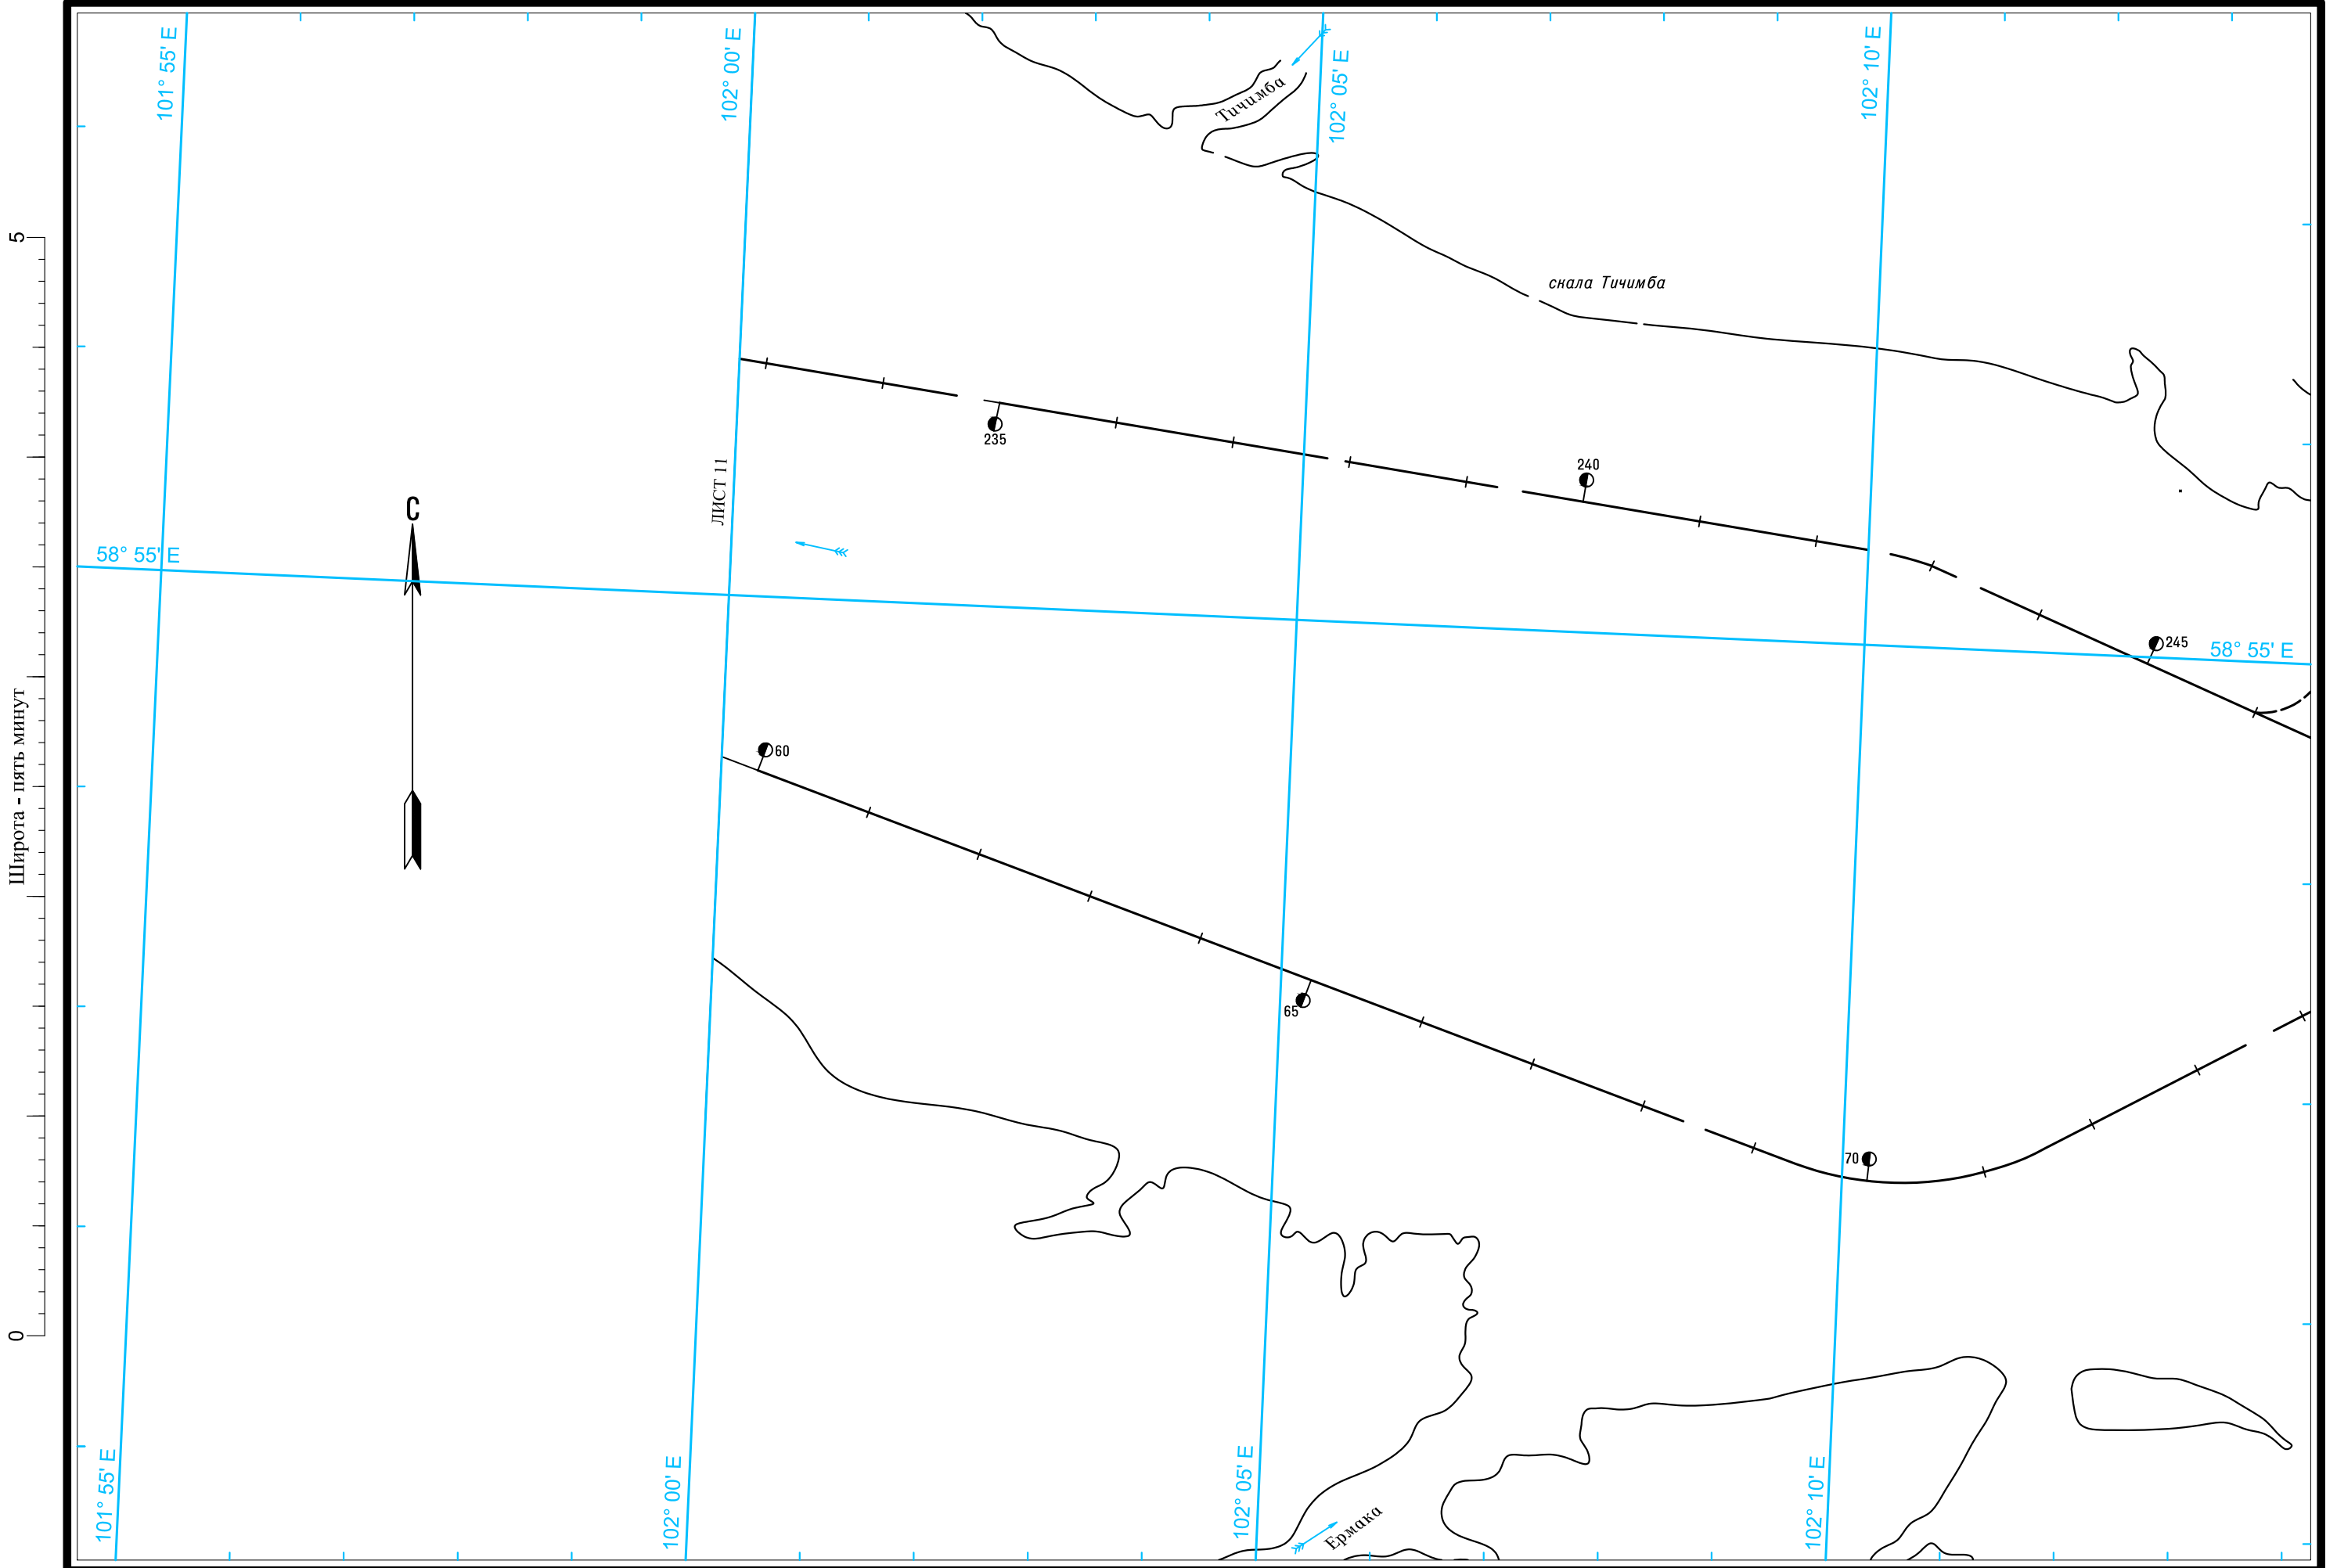 101° 55' E
102° 00' E
102° 05' E
102° 10' E
Тичимба
5
скала Тичимба
235
240
ЛИСТ 11
С
58° 55' E
245
58° 55' E
Широта - пять минут
60
65
70
0
Ермака
101° 55' E
102° 00' E
102° 05' E
102° 10' E